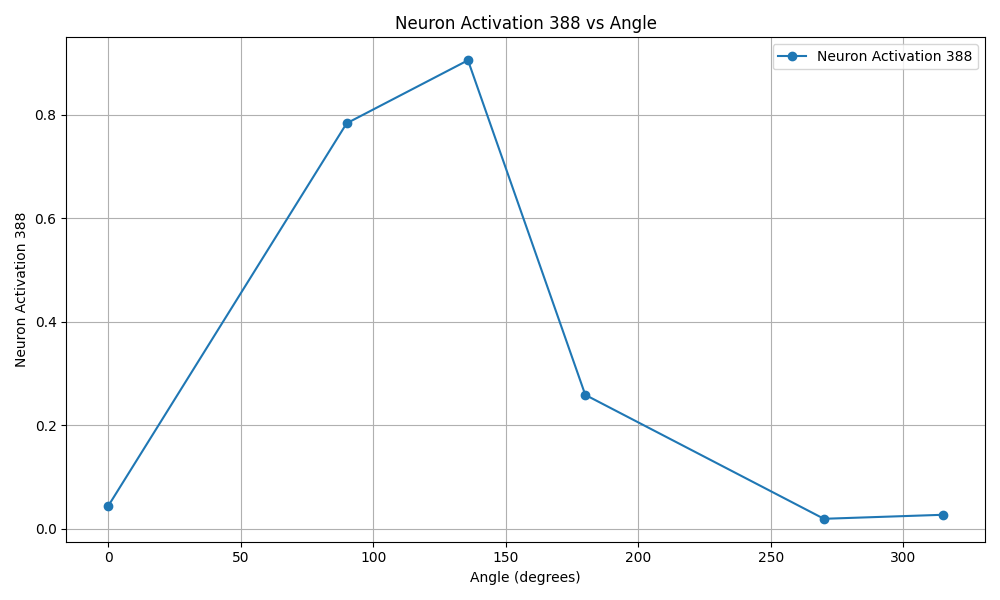 Neuron Activation 388 vs Angle
Neuron Activation 388
Neuron Activation 388
0.8
0.6
0.4
0.2
0.0
0 50 100 150 200 250 300
Angle (degrees)